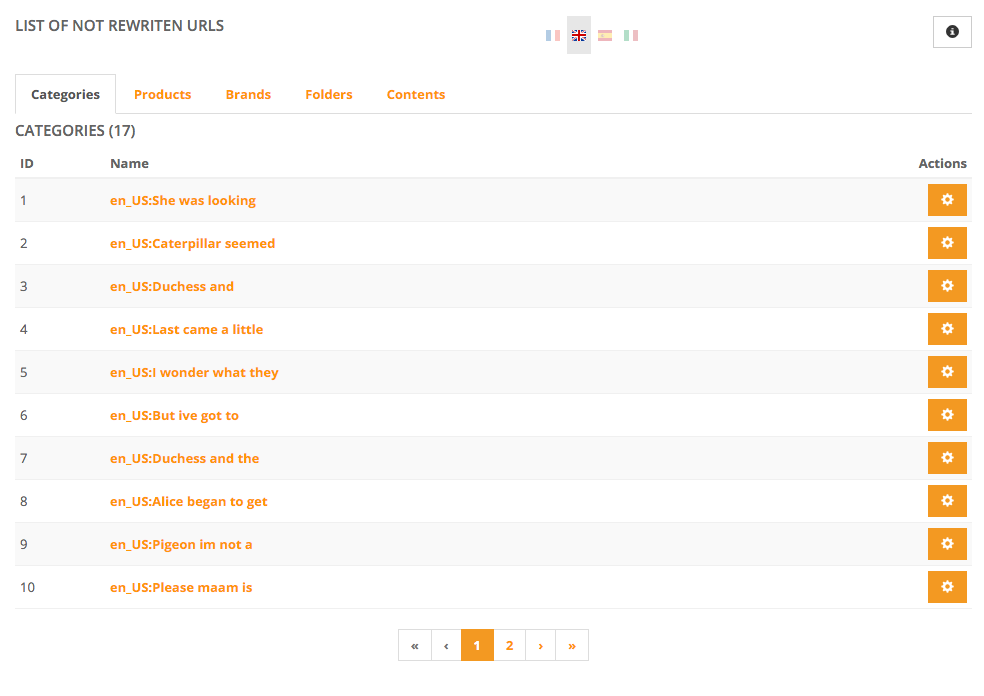 LIST OF NOT REWRITEN URLS
Categories Products Brands Folders Contents
CATEGORIES (17)
ID Name Actions
1 en_US:She was looking
2 en_US:Caterpillar seemed
3 en_US:Duchess and
4 en_US:Last came a little
5 en_US:I wonder what they
6 en_US:But ive got to
7 en_US:Duchess and the
8 en_US:Alice began to get
9 en_US:Pigeon im not a
10 en_US:Please maam is
« ‹ 1 2 › »